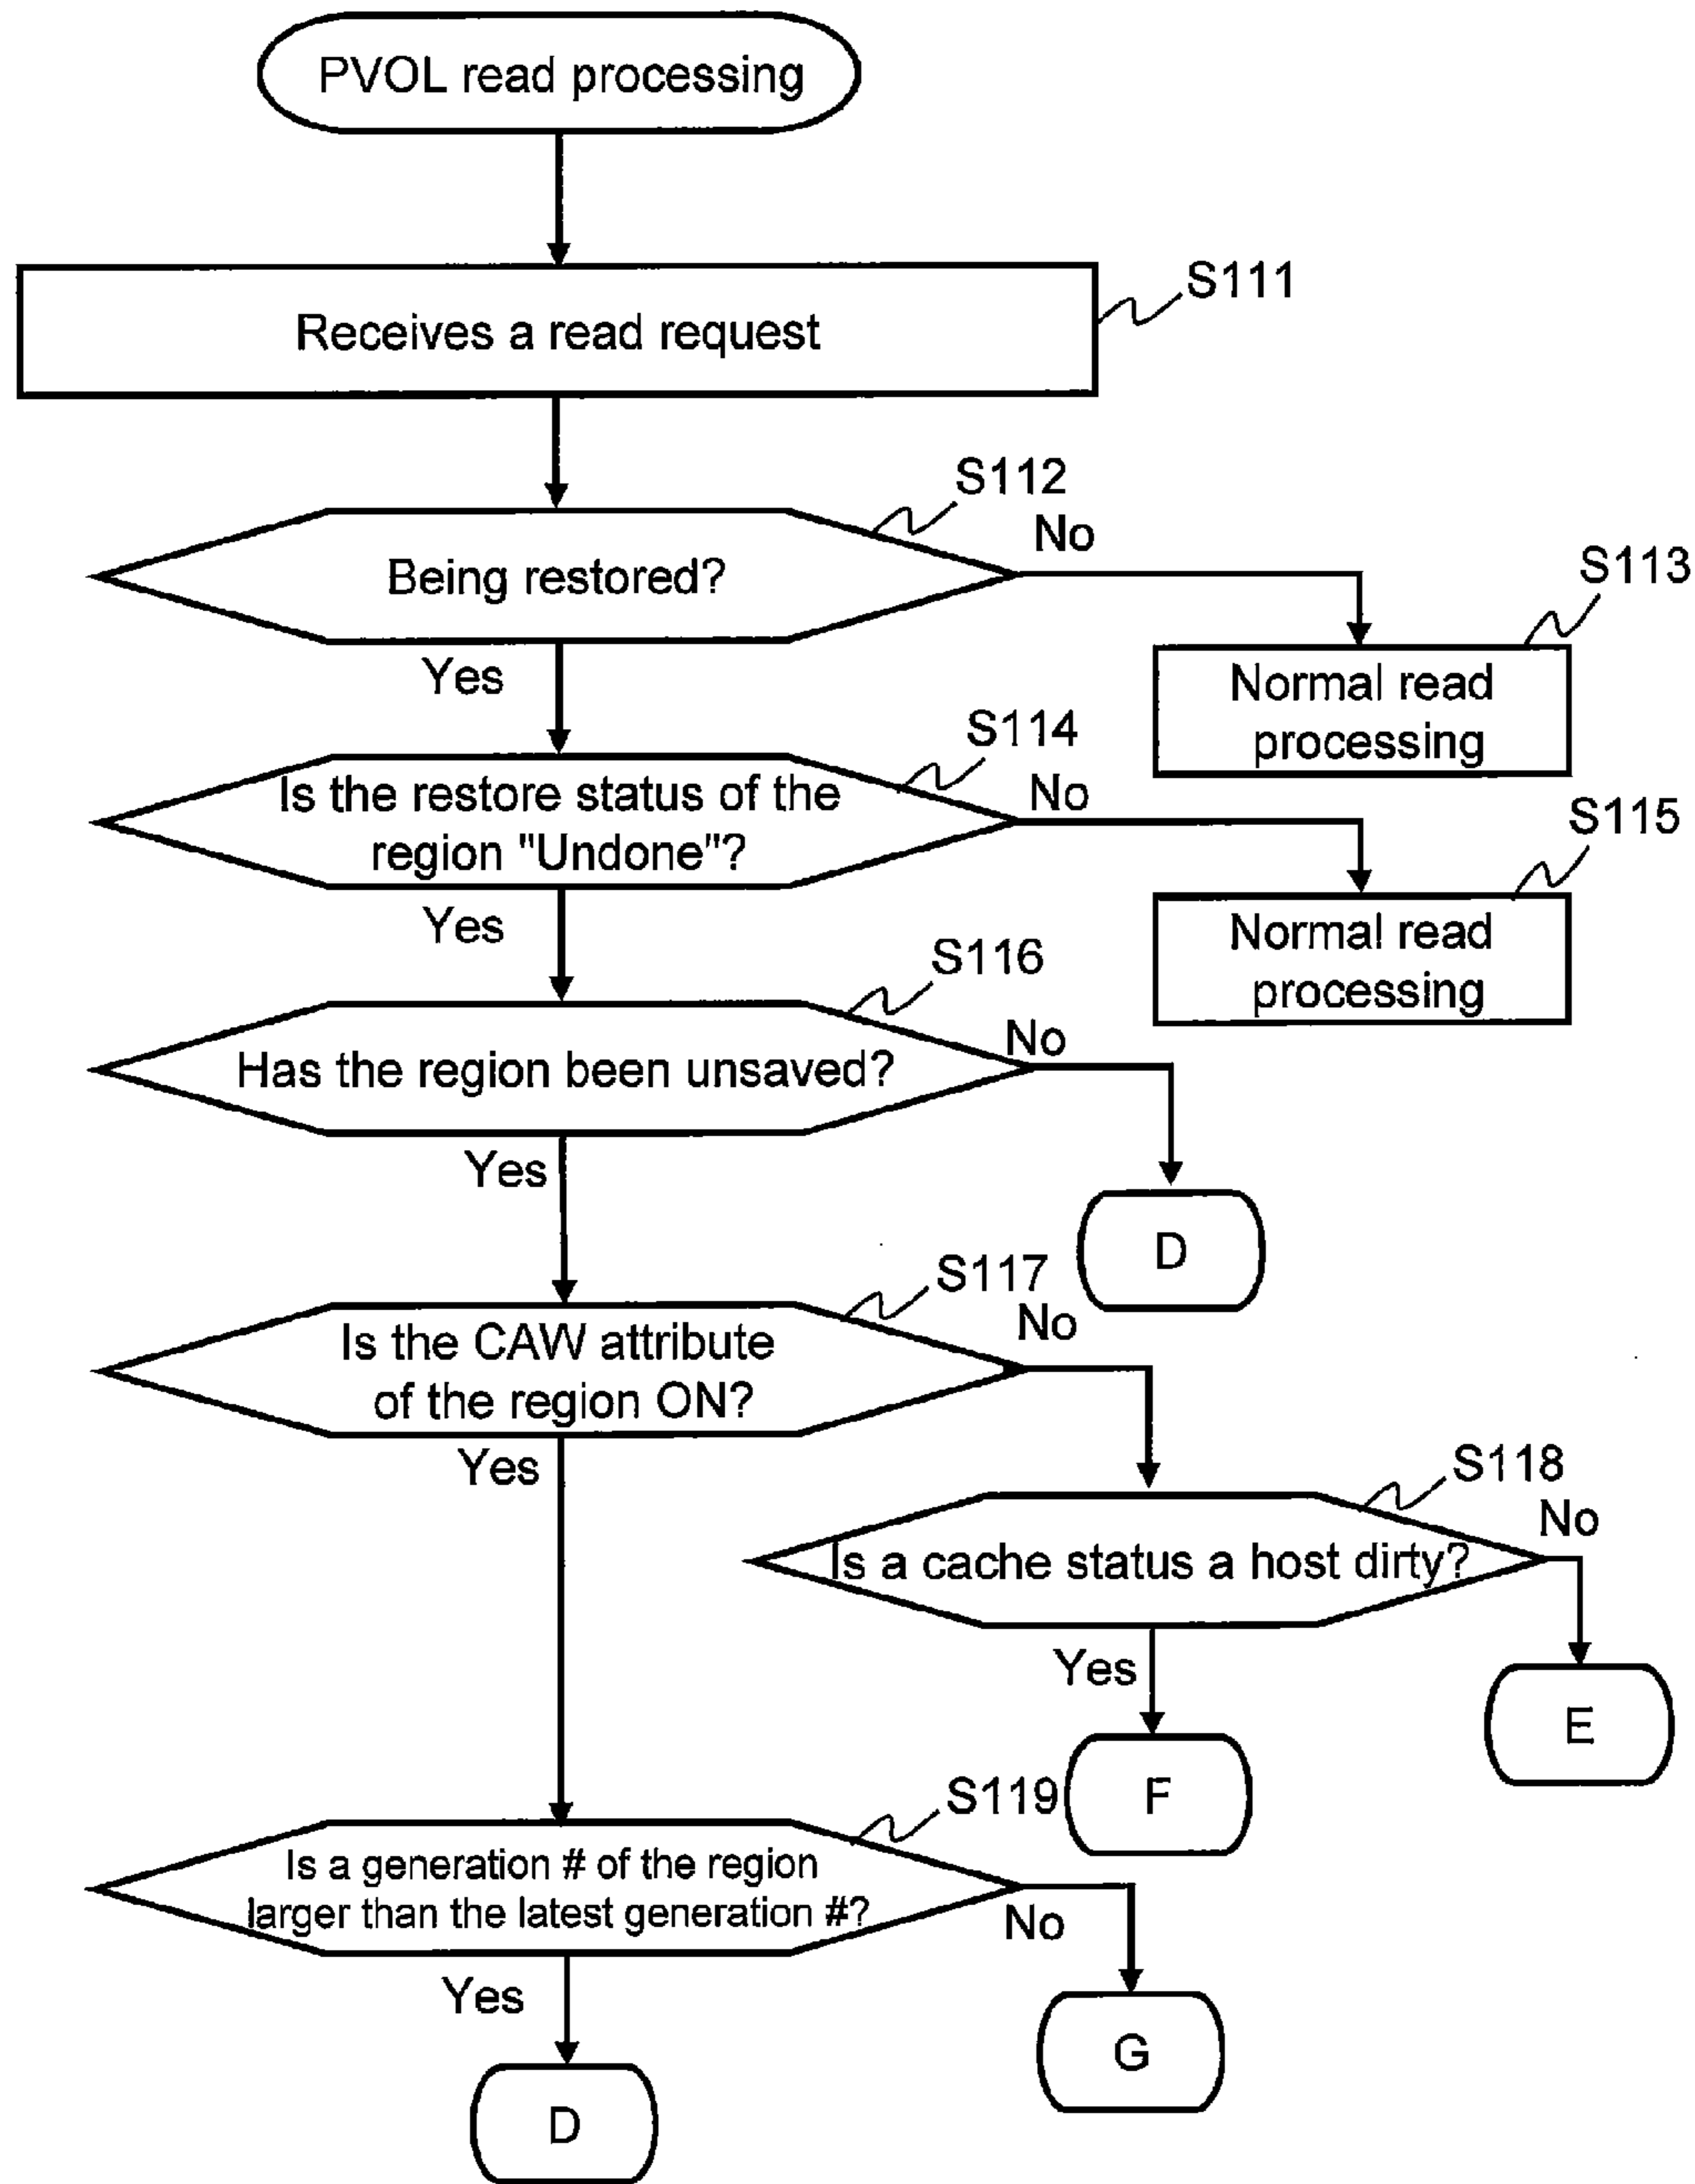 PVOL read processing
S111
Receives a read request
S112
No
Being restored?
S113
Yes
Normal read
processing
S114
Is the restore status of the
No
region "Undone"?
S115
Yes
Normal read
processing
S116
No
Has the region been unsaved?
Yes
D
S117
No
Is the CAW attribute
of the region ON?
Yes
S118
No
Is a cache status a host dirty?
Yes
E
F
S119
Is a generation # of the region
larger than the latest generation #?
No
Yes
G
D